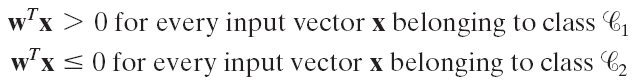 wᵀx > 0 for every input vector x belonging to class 𝒞₁
wᵀx ≤ 0 for every input vector x belonging to class 𝒞₂